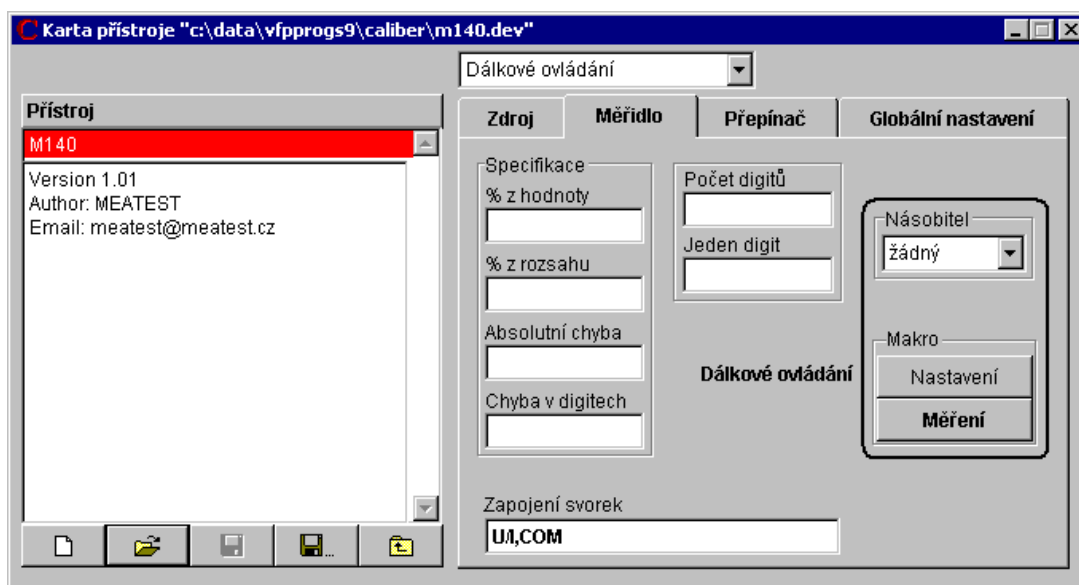 Karta přístroje "c:\data\vfpprogs9\caliber\m140.dev"
Dálkové ovládání
Přístroj
M140
Version 1.01
Author: MEATEST
Email: meatest@meatest.cz
Zdroj
Měřidlo
Přepínač
Globální nastavení
Specifikace
% z hodnoty
% z rozsahu
Absolutní chyba
Chyba v digitech
Počet digitů
Jeden digit
Násobitel
žádný
Dálkové ovládání
Makro
Nastavení
Měření
Zapojení svorek
U/I,COM